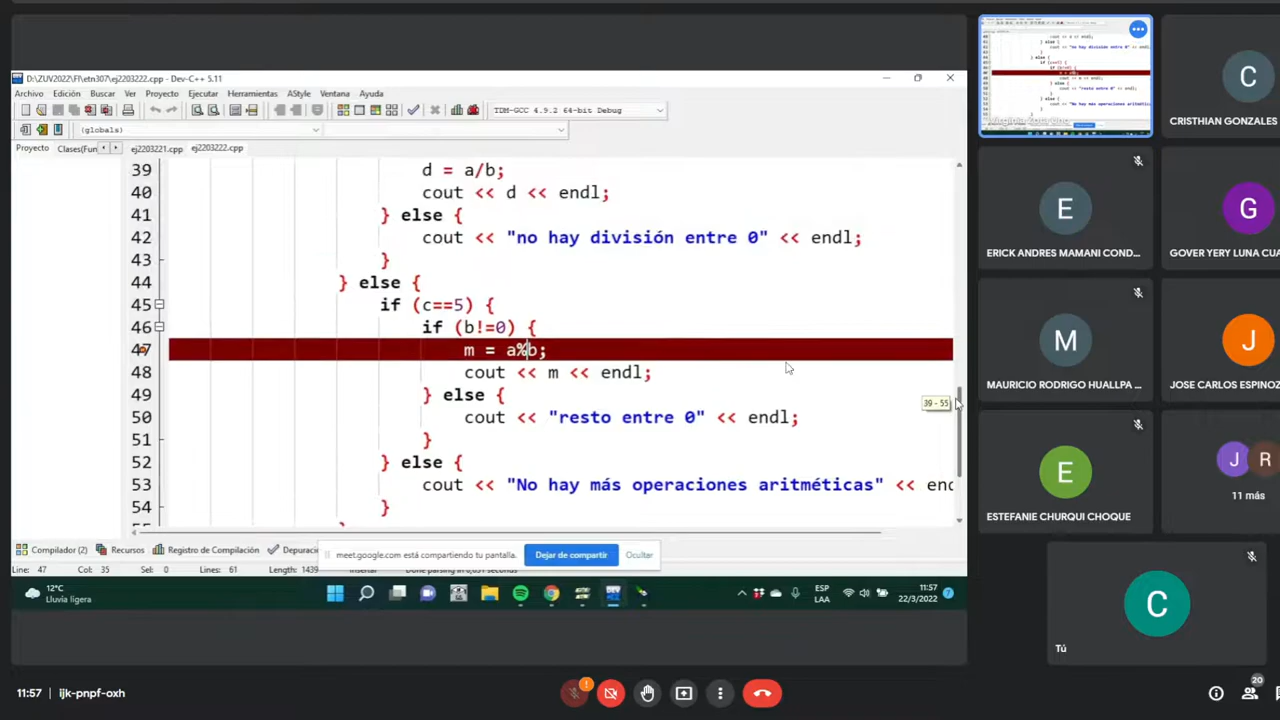 D:\ZUV2022\FI\etn307\ej2203222.cpp - Dev-C++ 5.11
Archivo Edición Buscar Ver Proyecto Ejecutar Herramientas AStyle Ventana Ayuda
TDM-GCC 4.9.2 64-bit Debug
(globals)
Proyecto Clases(Fun ej2203221.cpp ej2203222.cpp
39 d = a/b;
40 cout << d << endl;
41 } else {
42 cout << "no hay división entre 0" << endl;
43 }
44 } else {
45 if (c==5) {
46 if (b!=0) {
47 m = a%b;
48 cout << m << endl;
49 } else {
50 cout << "resto entre 0" << endl;
51 }
52 } else {
53 cout << "No hay más operaciones aritméticas" << end
54 }
39 - 55
Compilador (2) Recursos Registro de Compilación Depuració
meet.google.com está compartiendo tu pantalla. Dejar de compartir Ocultar
Line: 47 Col: 35 Sel: 0 Lines: 61 Length: 1439 Insertar Done parsing in 0,031 seconds
12°C
Lluvia ligera
ESP
LAA
11:57
22/3/2022
7
C
CRISTHIAN GONZALES
E
ERICK ANDRES MAMANI COND...
G
GOVER YERY LUNA CUA
M
MAURICIO RODRIGO HUALLPA ...
J
JOSE CARLOS ESPINOZ
E
ESTEFANIE CHURQUI CHOQUE
J R
11 más
C
Tú
11:57 | ijk-pnpf-oxh
20